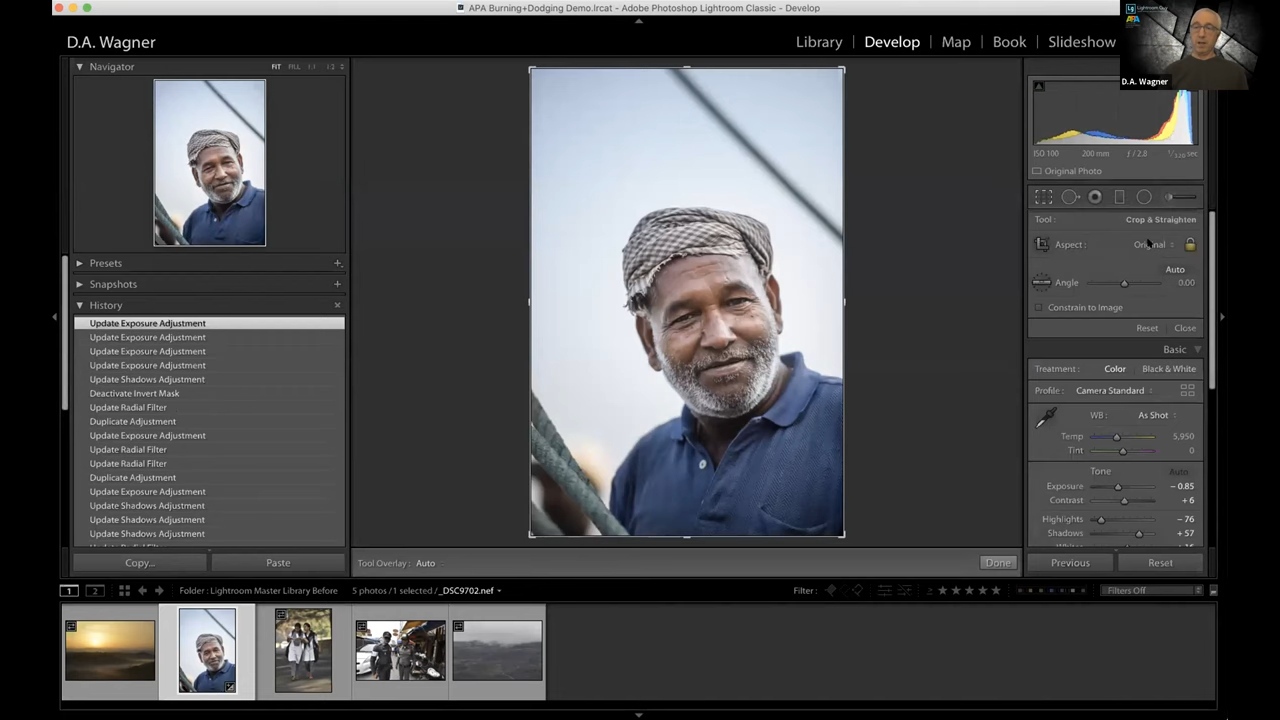 APA Burning+Dodging Demo.lrcat - Adobe Photoshop Lightroom Classic - Develop
Lightroom Guy
APA
D.A. Wagner
D.A. Wagner
Library
Develop
Map
Book
Slideshow
Navigator
FIT
FILL
1:1
Presets
Snapshots
History
Update Exposure Adjustment
Update Exposure Adjustment
Update Exposure Adjustment
Update Exposure Adjustment
Update Shadows Adjustment
Deactivate Invert Mask
Update Radial Filter
Duplicate Adjustment
Update Exposure Adjustment
Update Radial Filter
Update Radial Filter
Duplicate Adjustment
Update Exposure Adjustment
Update Shadows Adjustment
Update Shadows Adjustment
Update Shadows Adjustment
Copy...
Paste
Tool Overlay : Auto
Done
ISO 100 200 mm f / 2.8
Original Photo
Tool : Crop & Straighten
Aspect : Original
Auto
Angle 0.00
Constrain to Image
Reset Close
Basic
Treatment : Color Black & White
Profile : Camera Standard
WB : As Shot
Temp 5,950
Tint 0
Tone Auto
Exposure – 0.85
Contrast + 6
Highlights – 76
Shadows + 57
Previous
Reset
1 2
Folder : Lightroom Master Library Before
5 photos / 1 selected / _DSC9702.nef
Filter :
Filters Off